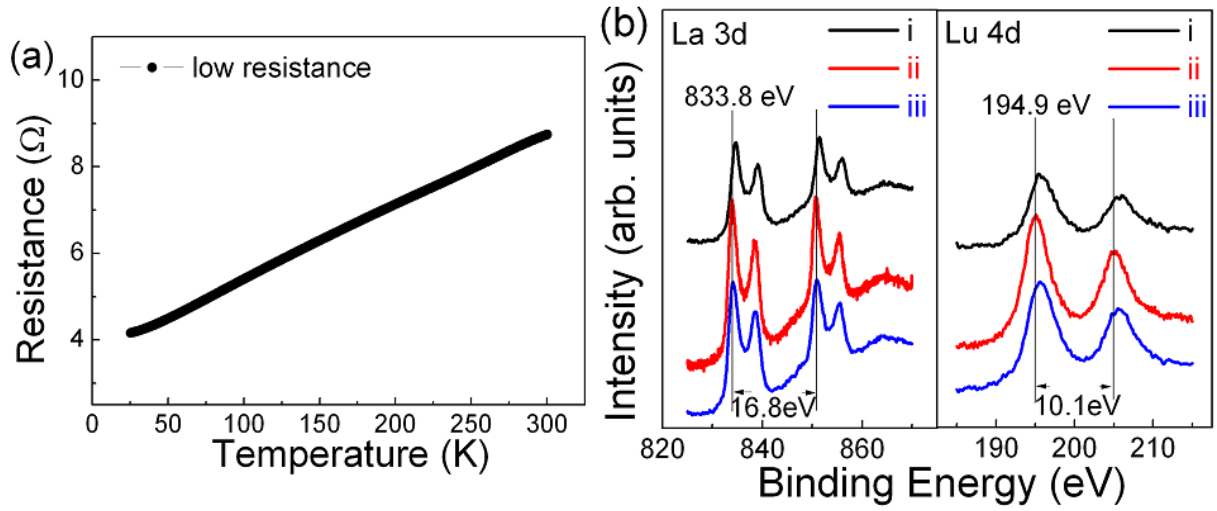 (a)
low resistance
Resistance (Ω)
10
8
6
4
0 50 100 150 200 250 300
Temperature (K)
(b)
La 3d
i
ii
iii
833.8 eV
16.8eV
Lu 4d
i
ii
iii
194.9 eV
10.1eV
Intensity (arb. units)
820 840 860 190 200 210
Binding Energy (eV)